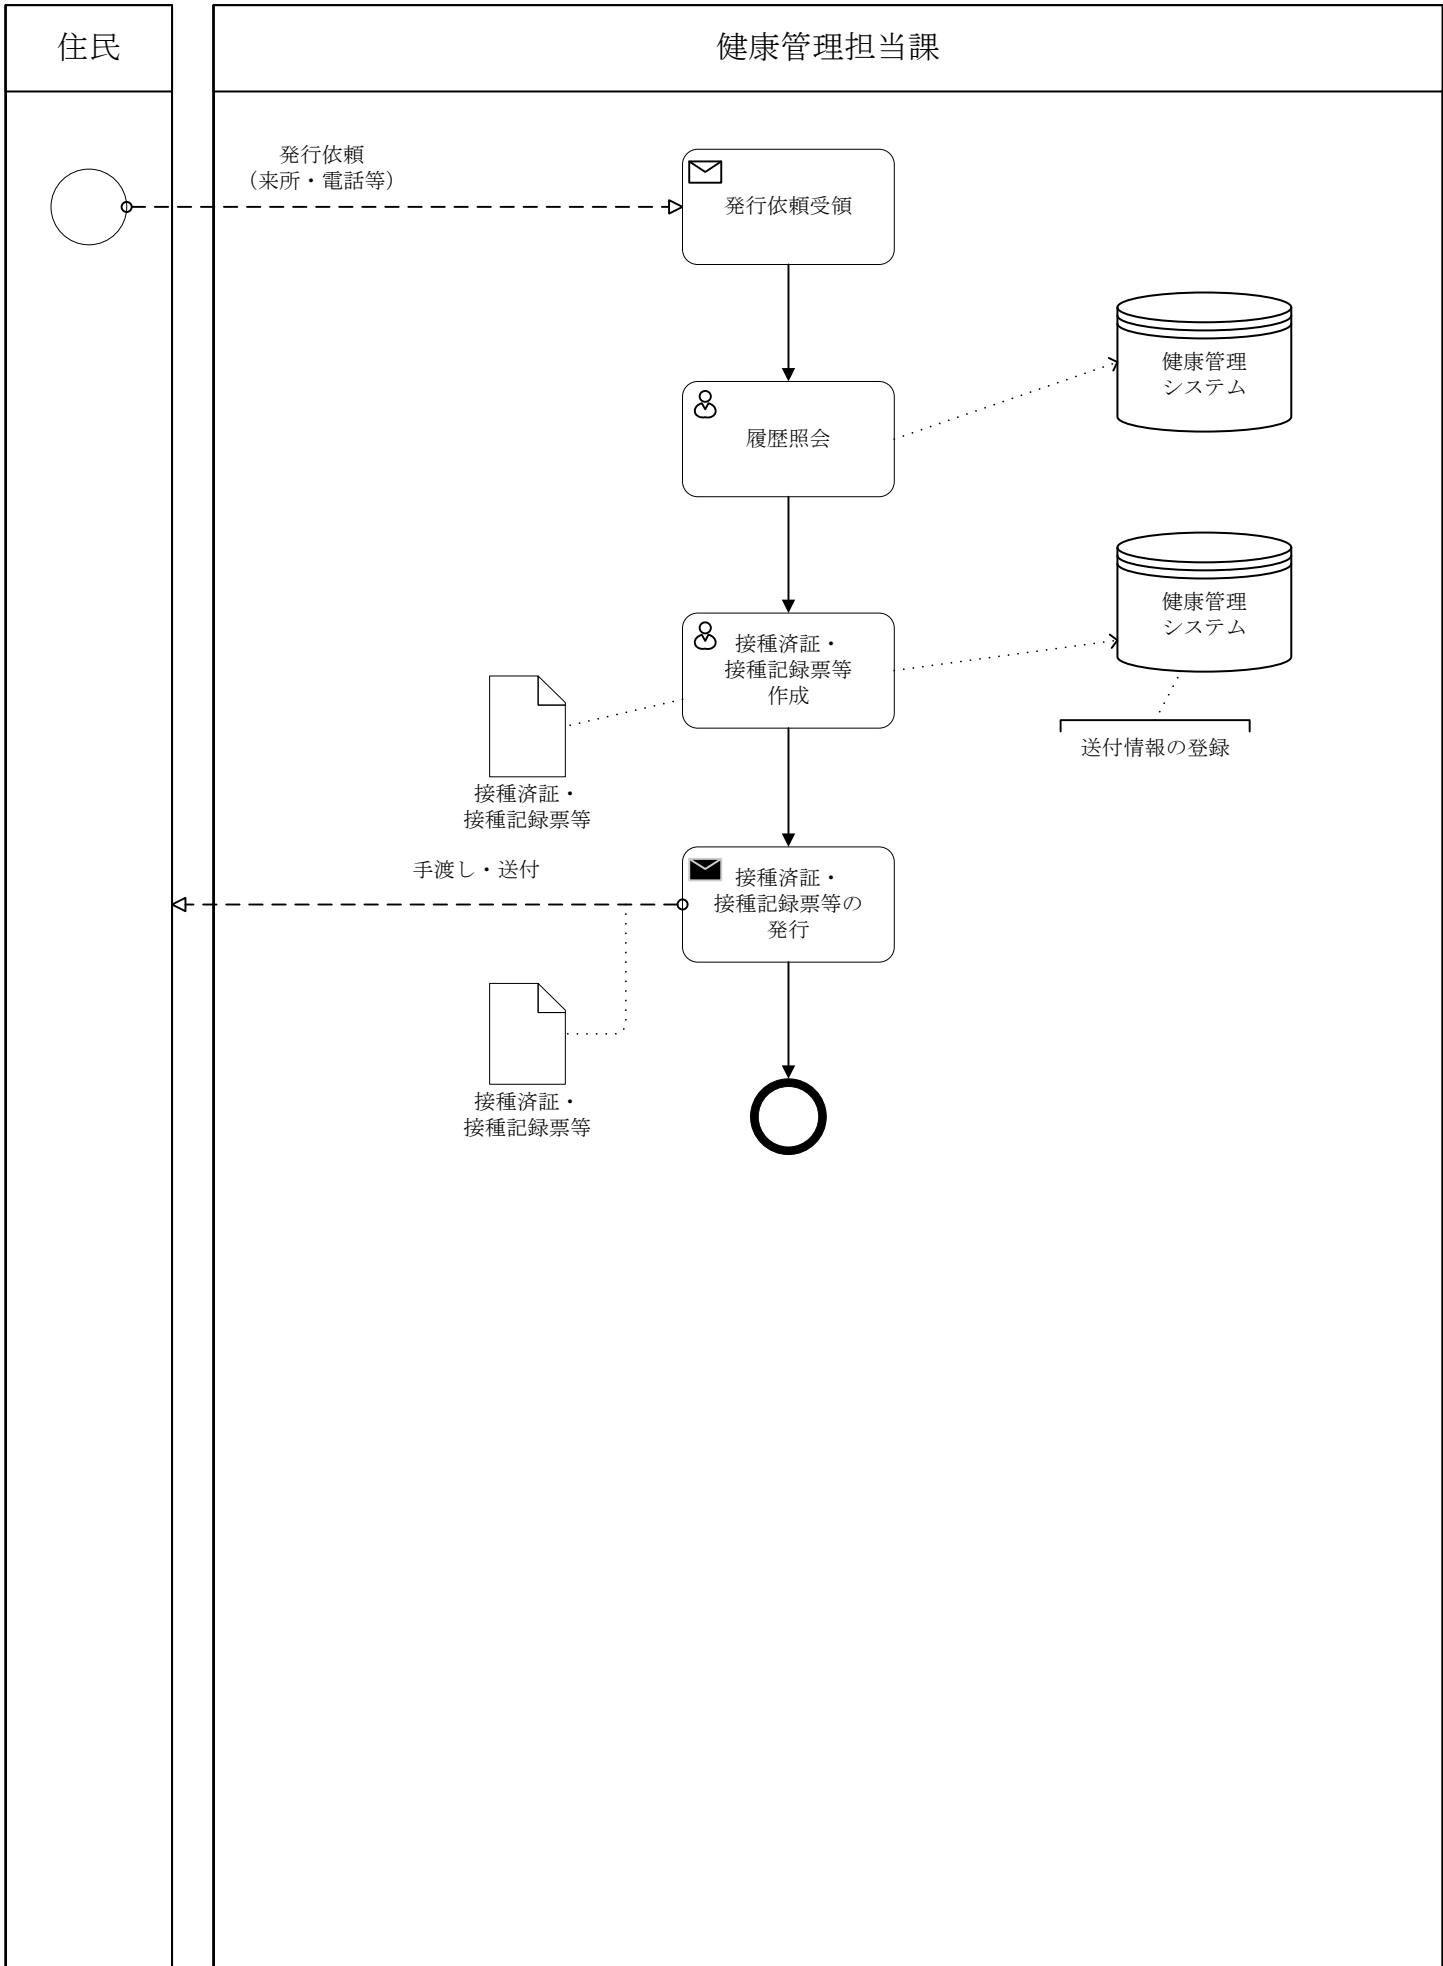 住民
健康管理担当課
発行依頼
（来所・電話等）
発行依頼受領
健康管理
システム
履歴照会
健康管理
システム
接種済証・
接種記録票等
作成
送付情報の登録
接種済証・
接種記録票等
手渡し・送付
接種済証・
接種記録票等の
発行
接種済証・
接種記録票等